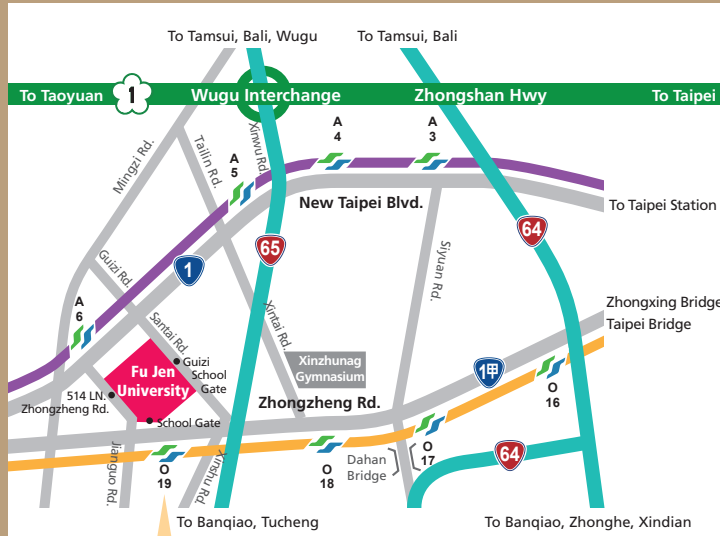 To Tamsui, Bali, Wugu
To Tamsui, Bali
To Taoyuan
1
Wugu Interchange
Zhongshan Hwy
To Taipei
Mingzi Rd.
Tailin Rd.
Xinwu Rd.
A
5
A
4
A
3
New Taipei Blvd.
To Taipei Station
64
65
1
Guizi Rd.
Siyuan Rd.
A
6
Santai Rd.
Xintai Rd.
Zhongxing Bridge
Taipei Bridge
Guizi
School
Gate
Fu Jen
University
Xinzhunag
Gymnasium
1甲
514 LN.
Zhongzheng Rd.
Zhongzheng Rd.
O
16
School Gate
Jianguo Rd.
Xinshu Rd.
O
19
O
18
O
17
Dahan
Bridge
64
To Banqiao, Tucheng
To Banqiao, Zhonghe, Xindian